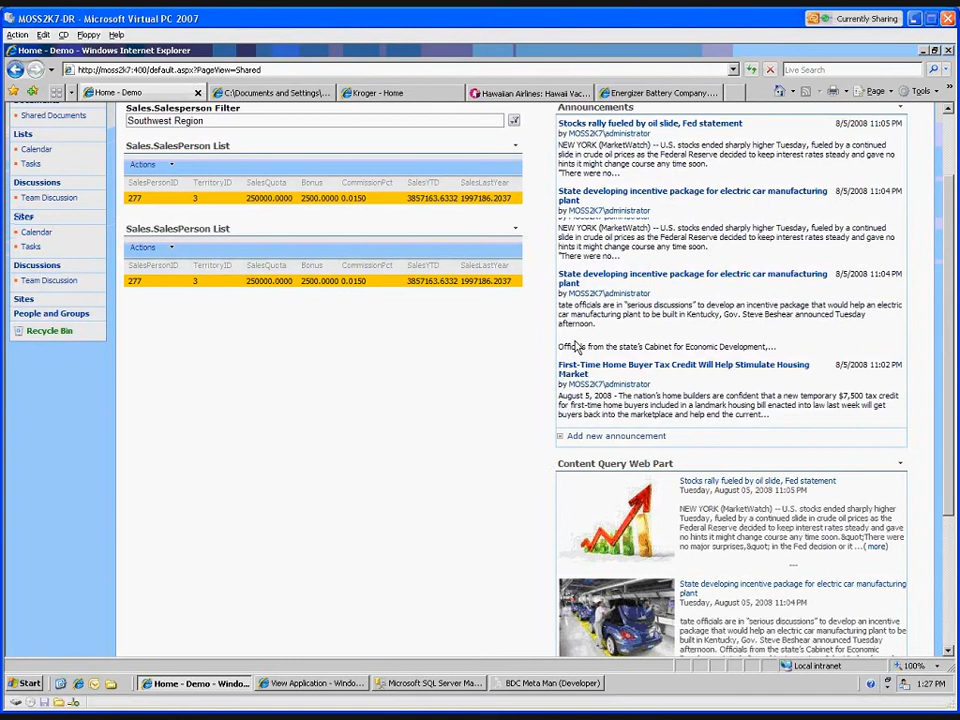 MOSS2K7-DR - Microsoft Virtual PC 2007
Currently Sharing
Action Edit CD Floppy Help
Home - Demo - Windows Internet Explorer
http://moss2k7:400/default.aspx?PageView=Shared
Live Search
Home - Demo
C:\Documents and Settings\...
Kroger - Home
Hawaiian Airlines: Hawaii Vac...
Energizer Battery Company....
Page
Tools
Documents
Shared Documents
Lists
Calendar
Tasks
Discussions
Team Discussion
Sites
Calendar
Tasks
Discussions
Team Discussion
Sites
People and Groups
Recycle Bin
Sales.Salesperson Filter
Southwest Region
Sales.SalesPerson List
Actions
SalesPersonID TerritoryID SalesQuota Bonus CommissionPct SalesYTD SalesLastYear
277 3 250000.0000 2500.0000 0.0150 3857163.6332 1997186.2037
Sales.SalesPerson List
Actions
SalesPersonID TerritoryID SalesQuota Bonus CommissionPct SalesYTD SalesLastYear
277 3 250000.0000 2500.0000 0.0150 3857163.6332 1997186.2037
Announcements
Stocks rally fueled by oil slide, Fed statement 8/5/2008 11:05 PM
by MOSS2K7\administrator
NEW YORK (MarketWatch) -- U.S. stocks ended sharply higher Tuesday, fueled by a continued
slide in crude oil prices as the Federal Reserve decided to keep interest rates steady and gave
no hints it might change course any time soon.
"There were no...
State developing incentive package for electric car manufacturing 8/5/2008 11:04 PM
plant
by MOSS2K7\administrator
NEW YORK (MarketWatch) -- U.S. stocks ended sharply higher Tuesday, fueled by a continued
slide in crude oil prices as the Federal Reserve decided to keep interest rates steady and gave
no hints it might change course any time soon.
"There were no...
State developing incentive package for electric car manufacturing 8/5/2008 11:04 PM
plant
by MOSS2K7\administrator
tate officials are in "serious discussions" to develop an incentive package that would help an electric
car manufacturing plant to be built in Kentucky, Gov. Steve Beshear announced Tuesday
afternoon.
Officials from the state's Cabinet for Economic Development,...
First-Time Home Buyer Tax Credit Will Help Stimulate Housing 8/5/2008 11:02 PM
Market
by MOSS2K7\administrator
August 5, 2008 - The nation's home builders are confident that a new temporary $7,500 tax credit
for first-time home buyers included in a landmark housing bill enacted into law last week will get
buyers back into the marketplace and help end the current...
Add new announcement
Content Query Web Part
Stocks rally fueled by oil slide, Fed statement
Tuesday, August 05, 2008 11:05 PM
NEW YORK (MarketWatch) -- U.S. stocks ended sharply higher
Tuesday, fueled by a continued slide in crude oil prices as the
Federal Reserve decided to keep interest rates steady and gave
no hints it might change course any time soon.&quot;There were
no major surprises,&quot; in the Fed decision or it ...( more)
---
State developing incentive package for electric car manufacturing
plant
Tuesday, August 05, 2008 11:04 PM
tate officials are in "serious discussions" to develop an incentive
package that would help an electric car manufacturing plant to
be built in Kentucky, Gov. Steve Beshear announced Tuesday
afternoon. Officials from the state's Cabinet for Economic
Local intranet
100%
Start
Home - Demo - Windo...
View Application - Windo...
Microsoft SQL Server Ma...
BDC Meta Man (Developer)
1:27 PM